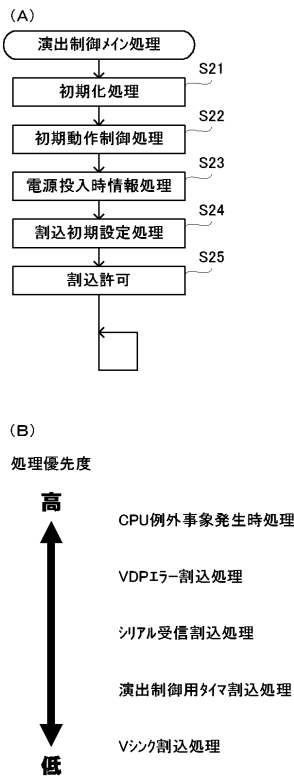 (A)
演出制御メイン処理
S21
初期化処理
S22
初期動作制御処理
S23
電源投入時情報処理
S24
割込初期設定処理
S25
割込許可
(B)
処理優先度
高
CPU例外事象発生時処理
VDPエラー割込処理
シリアル受信割込処理
演出制御用タイマ割込処理
Vシンク割込処理
低